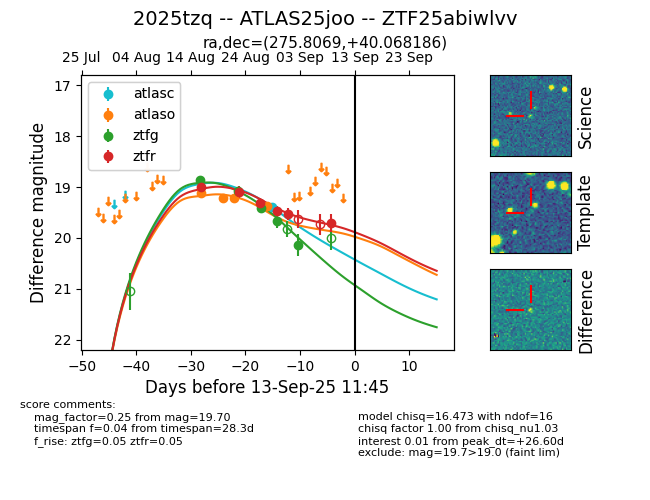 2025tzq -- ATLAS25joo -- ZTF25abiwlvv
ra,dec=(275.8069,+40.068186)
25 Jul 04 Aug 14 Aug 24 Aug 03 Sep 13 Sep 23 Sep
17
18
19
20
21
22
Difference magnitude
atlasc
atlaso
ztfg
ztfr
−50 −40 −30 −20 −10 0 10
Days before 13-Sep-25 11:45
Science
Template
Difference
score comments:
mag_factor=0.25 from mag=19.70
timespan f=0.04 from timespan=28.3d
f_rise: ztfg=0.05 ztfr=0.05
model chisq=16.473 with ndof=16
chisq factor 1.00 from chisq_nu1.03
interest 0.01 from peak_dt=+26.60d
exclude: mag=19.7>19.0 (faint lim)